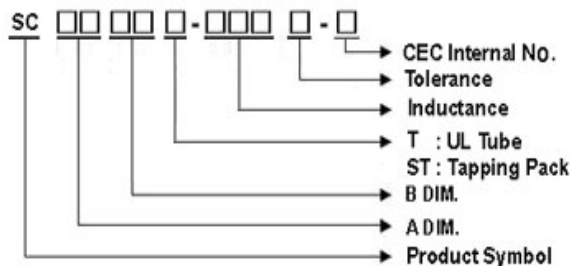 SC □□ □□ □-□□□ □-□
CEC Internal No.
Tolerance
Inductance
T : UL Tube
ST : Tapping Pack
B DIM.
A DIM.
Product Symbol